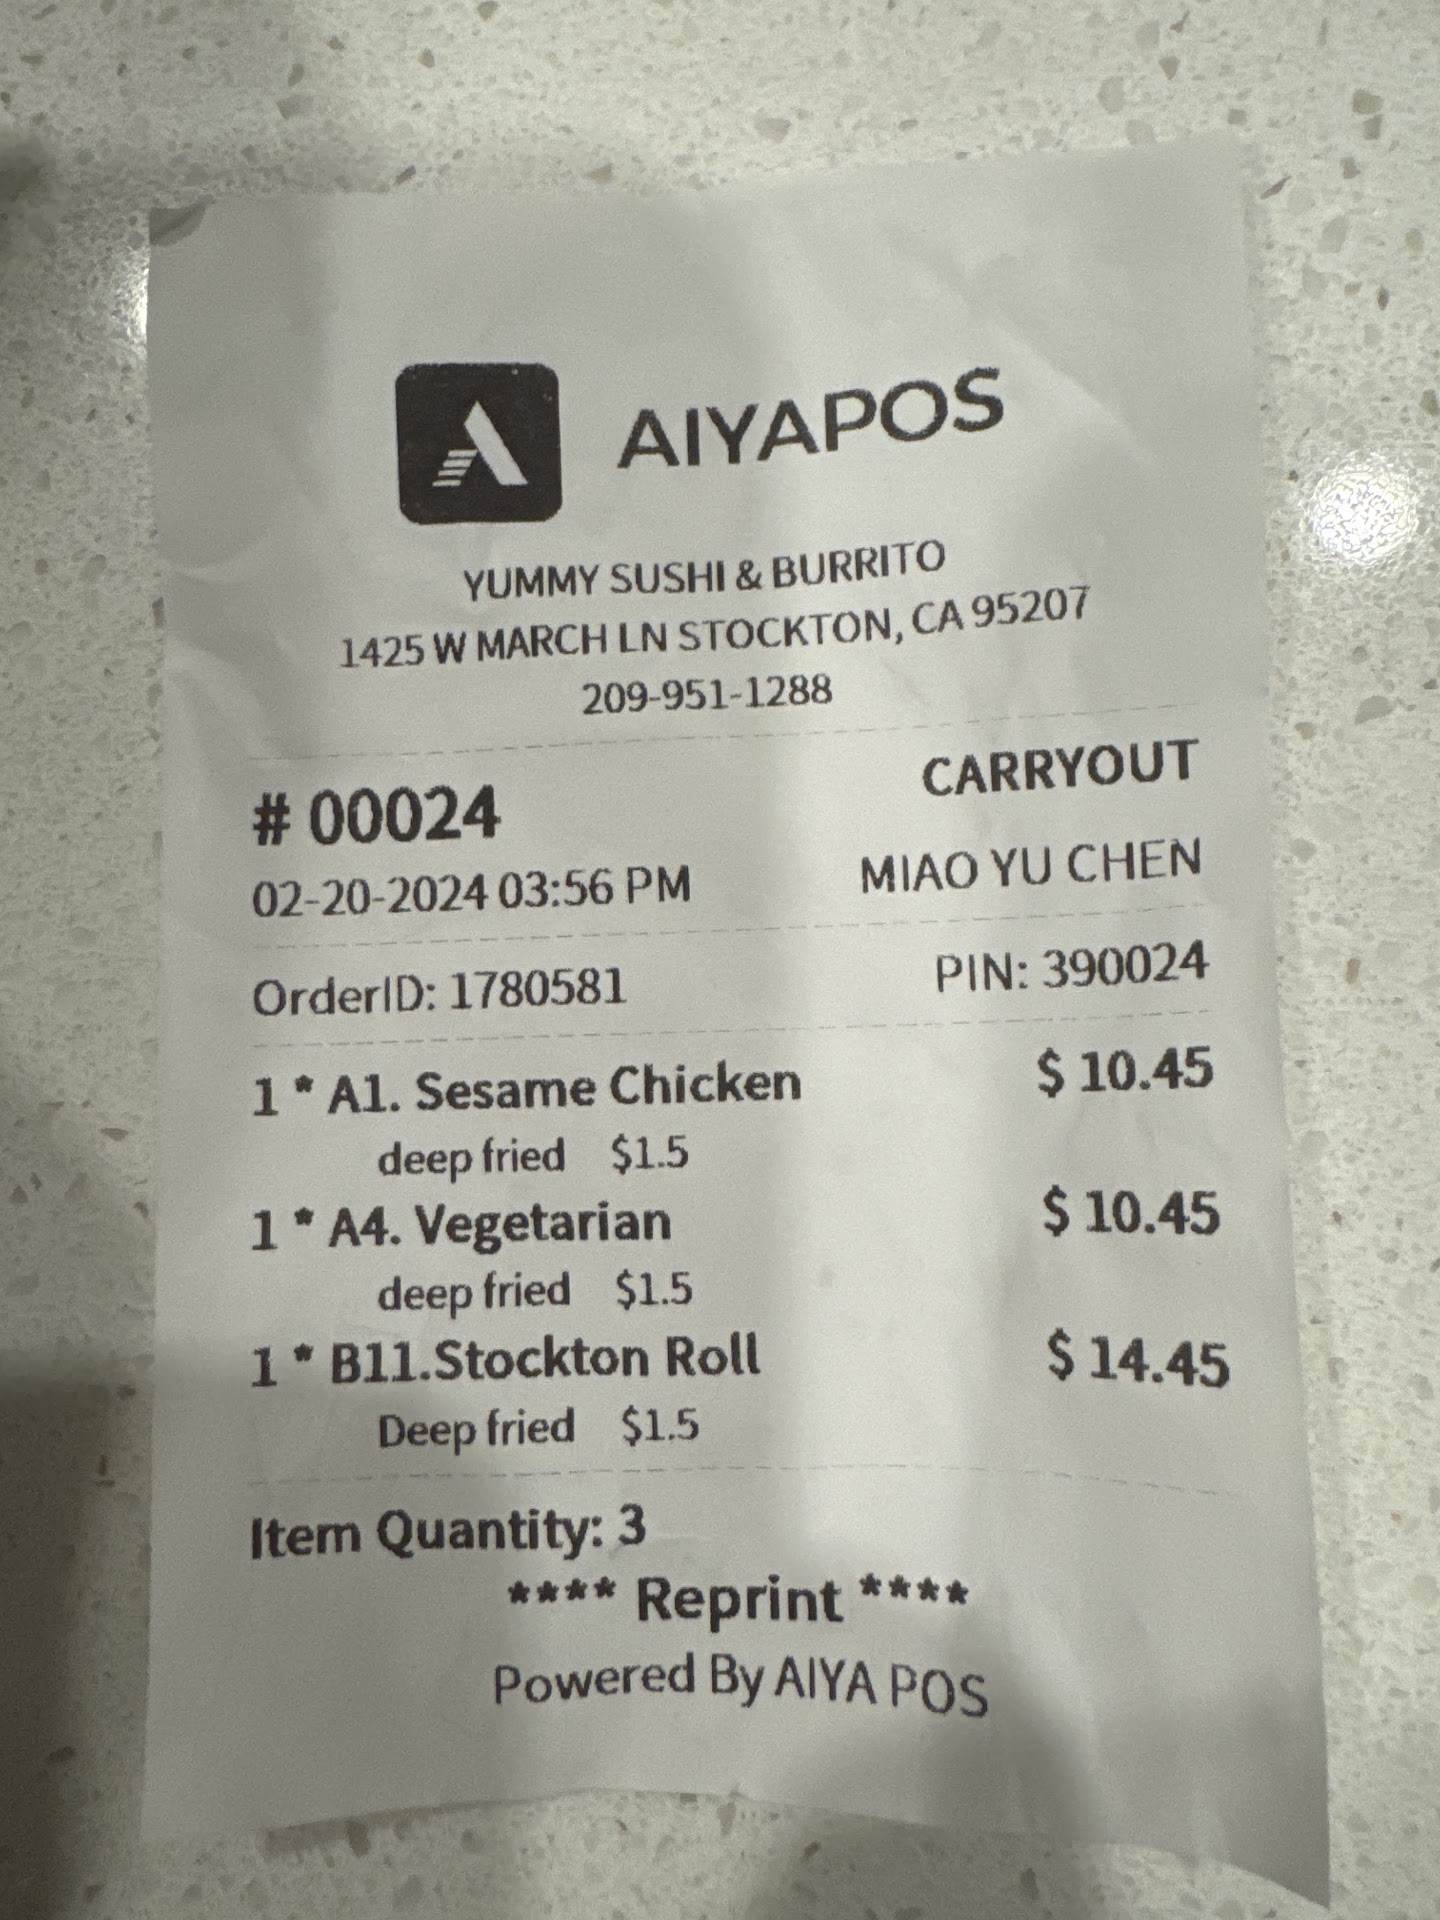 AIYAPOS
YUMMY SUSHI & BURRITO
1425 W MARCH LN STOCKTON, CA 95207
209-951-1288
# 00024 CARRYOUT
02-20-2024 03:56 PM MIAO YU CHEN
OrderID: 1780581 PIN: 390024
1 * A1. Sesame Chicken $ 10.45
deep fried $1.5
1 * A4. Vegetarian $ 10.45
deep fried $1.5
1 * B11.Stockton Roll $ 14.45
Deep fried $1.5
Item Quantity: 3
**** Reprint ****
Powered By AIYA POS